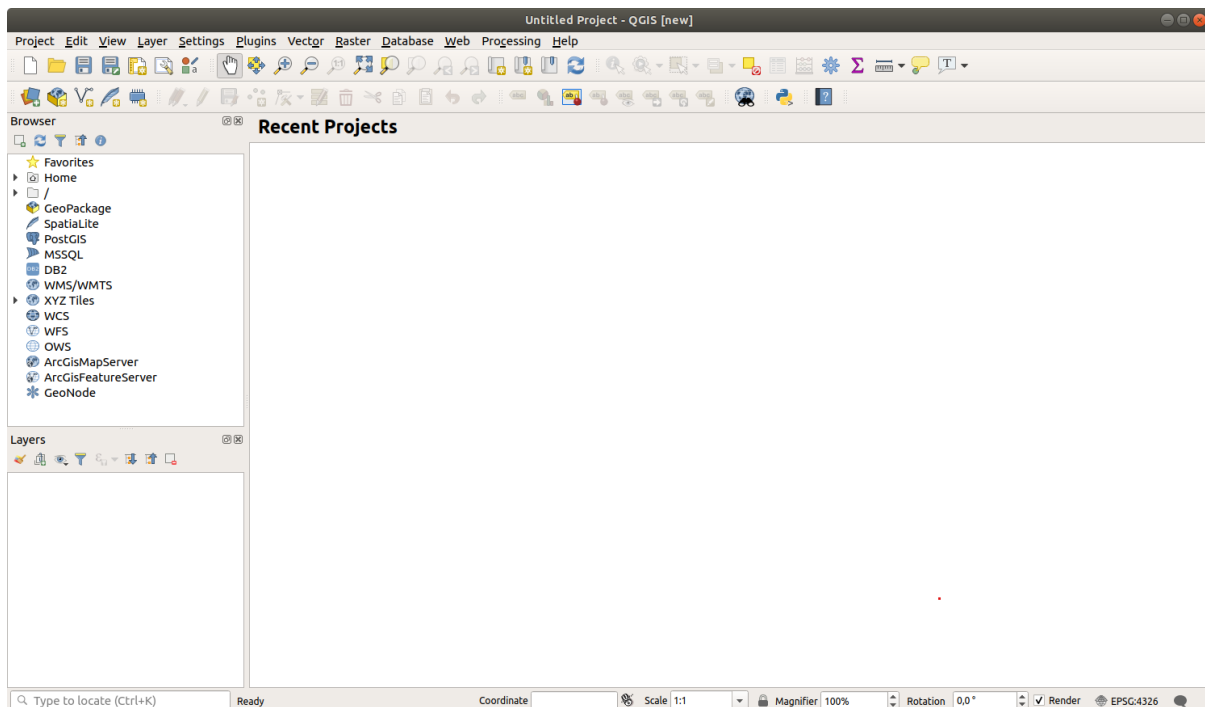 Untitled Project - QGIS [new]
Project Edit View Layer Settings Plugins Vector Raster Database Web Processing Help
Browser
Recent Projects
Favorites
Home
/
GeoPackage
SpatiaLite
PostGIS
MSSQL
DB2
WMS/WMTS
XYZ Tiles
WCS
WFS
OWS
ArcGisMapServer
ArcGisFeatureServer
GeoNode
Layers
Type to locate (Ctrl+K) Ready Coordinate Scale 1:1 Magnifier 100% Rotation 0,0 ° Render EPSG:4326